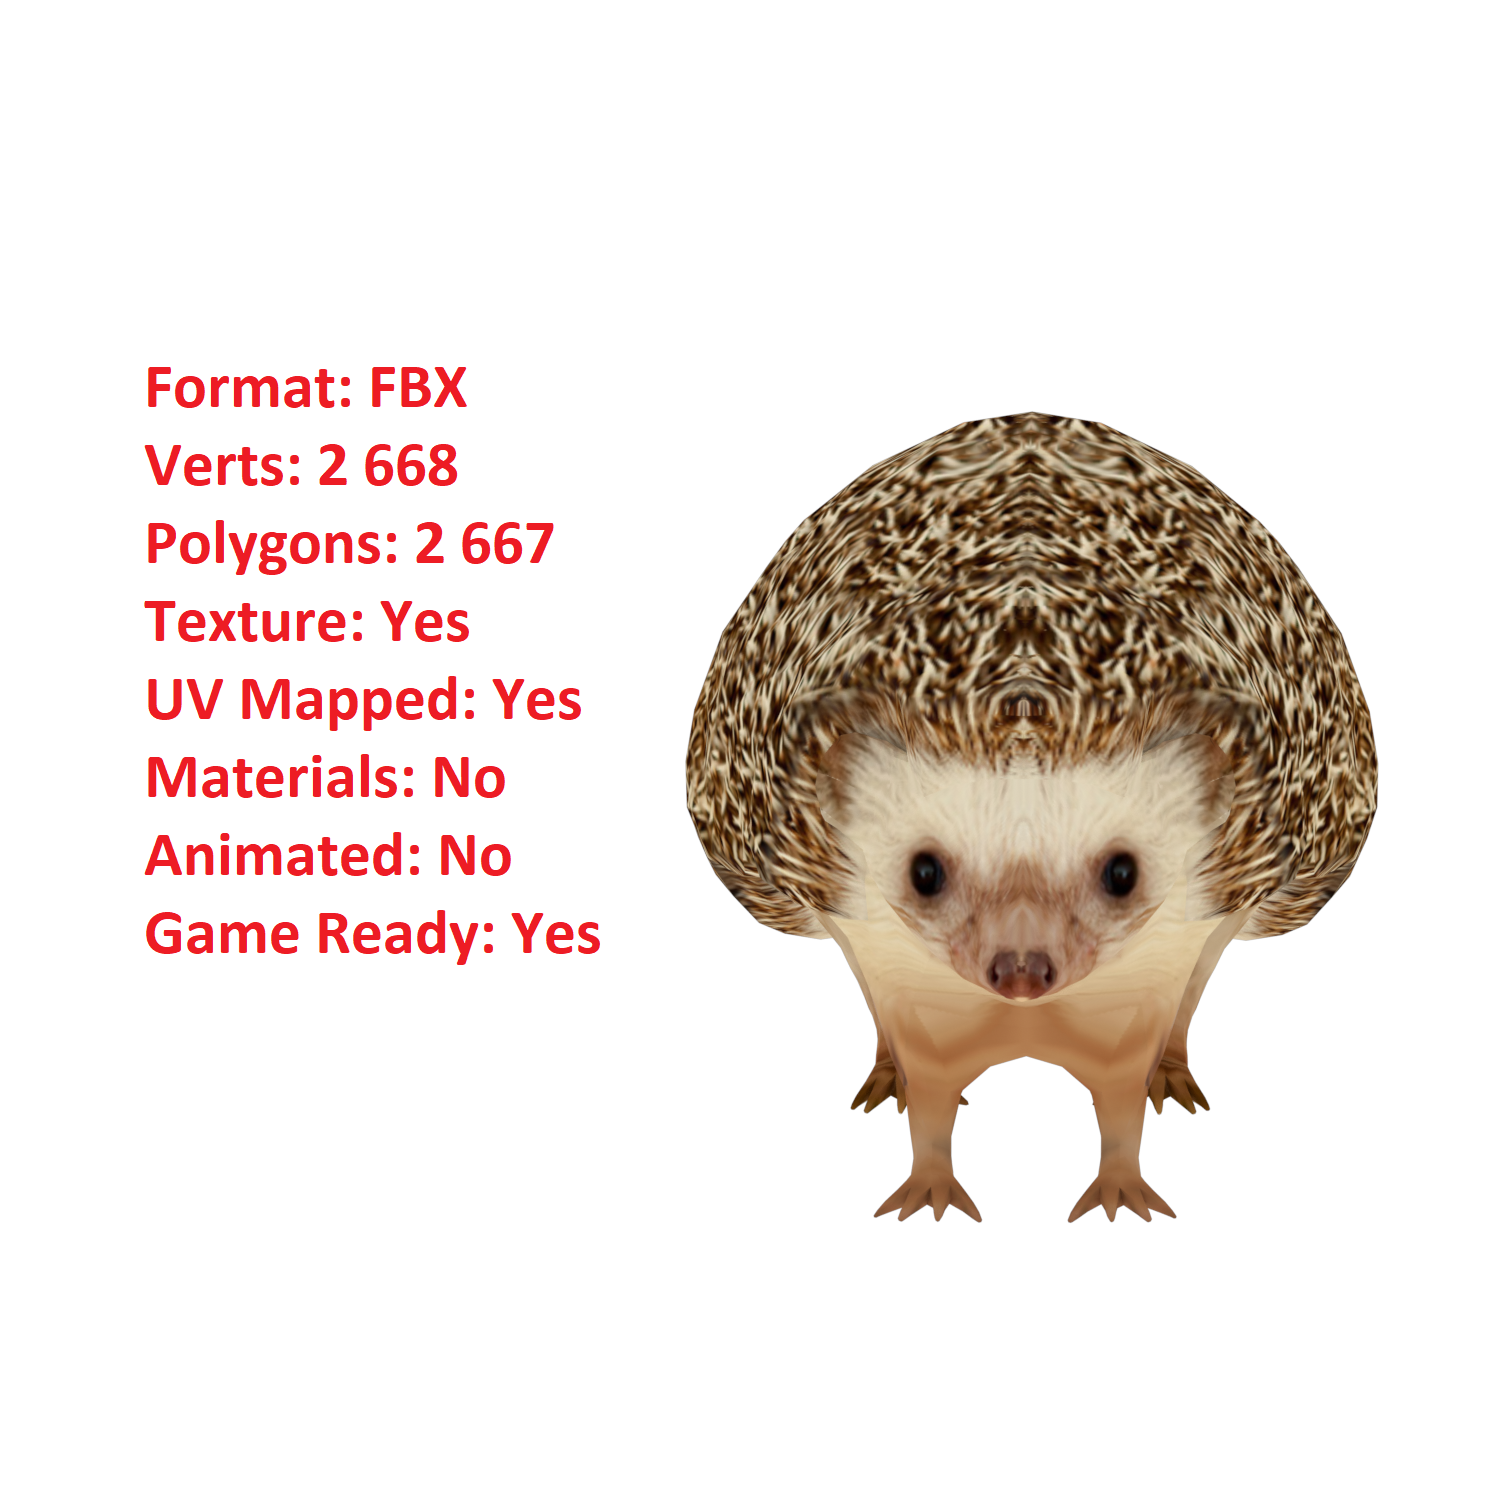 Format: FBX
Verts: 2 668
Polygons: 2 667
Texture: Yes
UV Mapped: Yes
Materials: No
Animated: No
Game Ready: Yes